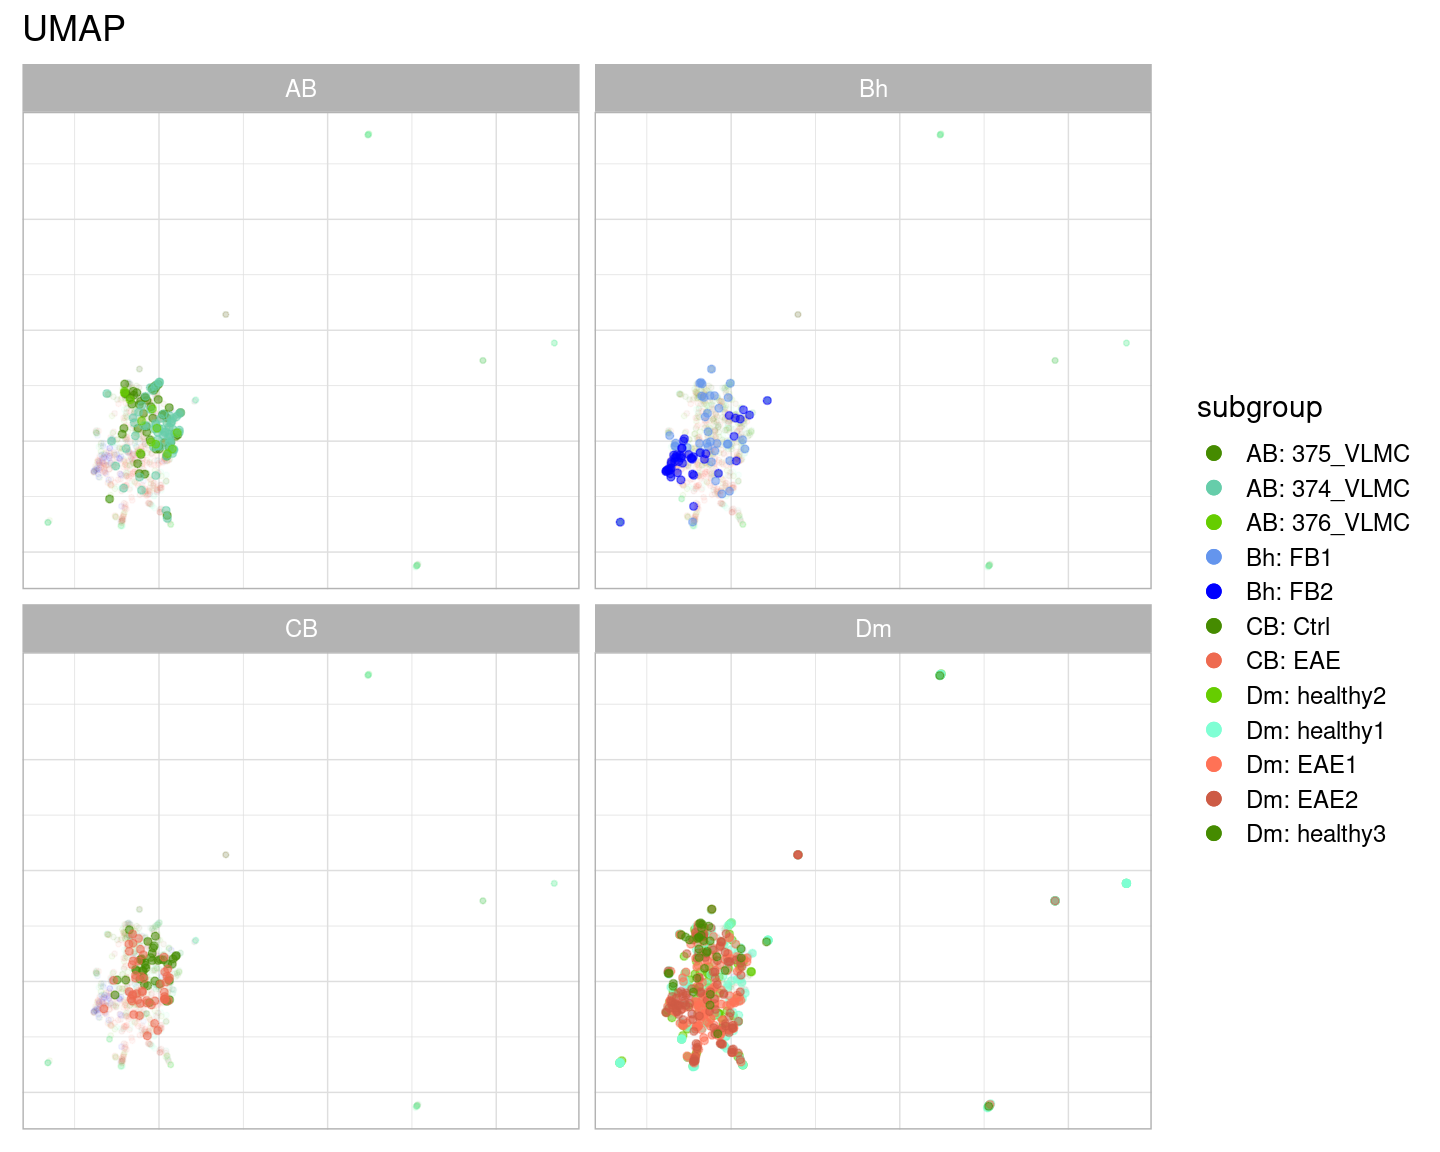 UMAP
AB
Bh
CB
Dm
subgroup
AB: 375_VLMC
AB: 374_VLMC
AB: 376_VLMC
Bh: FB1
Bh: FB2
CB: Ctrl
CB: EAE
Dm: healthy2
Dm: healthy1
Dm: EAE1
Dm: EAE2
Dm: healthy3